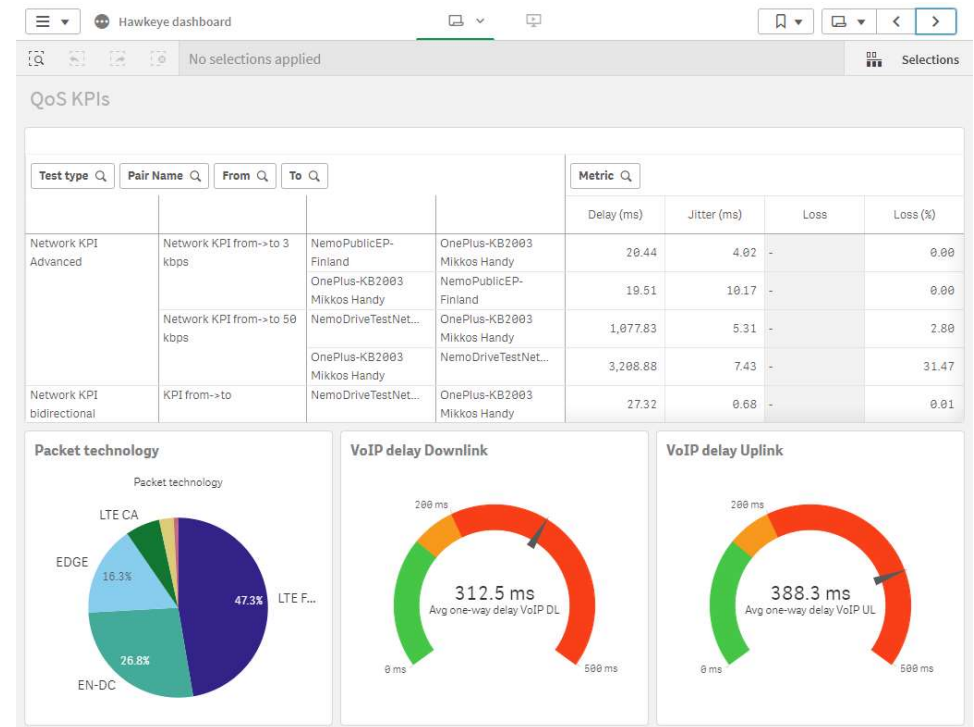 Hawkeye dashboard
No selections applied
Selections
QoS KPIs
Test type
Pair Name
From
To
Metric
Delay (ms)
Jitter (ms)
Loss
Loss (%)
Network KPI
Advanced
Network KPI from->to 3
kbps
NemoPublicEP-
Finland
OnePlus-KB2003
Mikkos Handy
20.44
4.02
-
0.00
OnePlus-KB2003
Mikkos Handy
NemoPublicEP-
Finland
19.51
10.17
-
0.00
Network KPI from->to 50
kbps
NemoDriveTestNet...
OnePlus-KB2003
Mikkos Handy
1,077.83
5.31
-
2.80
OnePlus-KB2003
Mikkos Handy
NemoDriveTestNet...
3,208.88
7.43
-
31.47
Network KPI
bidirectional
KPI from->to
NemoDriveTestNet...
OnePlus-KB2003
Mikkos Handy
27.32
0.68
-
0.01
Packet technology
Packet technology
LTE CA
EDGE
16.3%
47.3%
LTE F...
26.8%
EN-DC
VoIP delay Downlink
200 ms
312.5 ms
Avg one-way delay VoIP DL
0 ms
500 ms
VoIP delay Uplink
200 ms
388.3 ms
Avg one-way delay VoIP UL
0 ms
500 ms